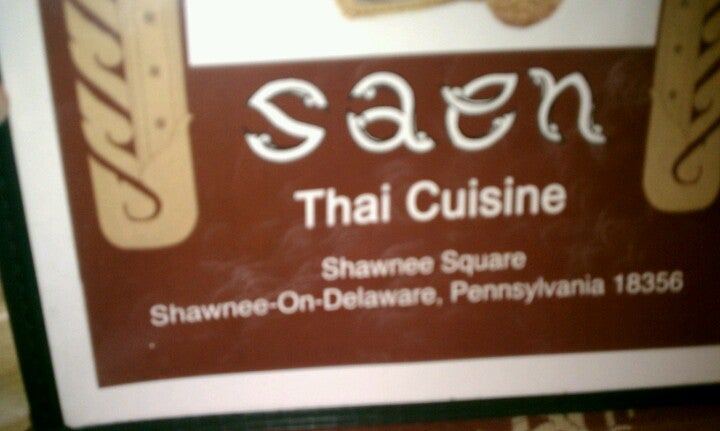 saen
Thai Cuisine
Shawnee Square
Shawnee-On-Delaware, Pennsylvania 18356